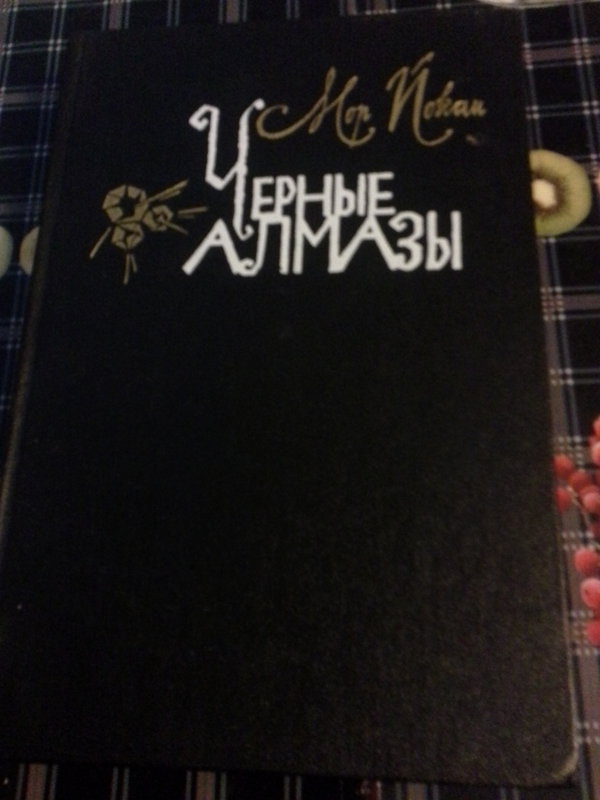 Мор Йокаи
Черные
алмазы